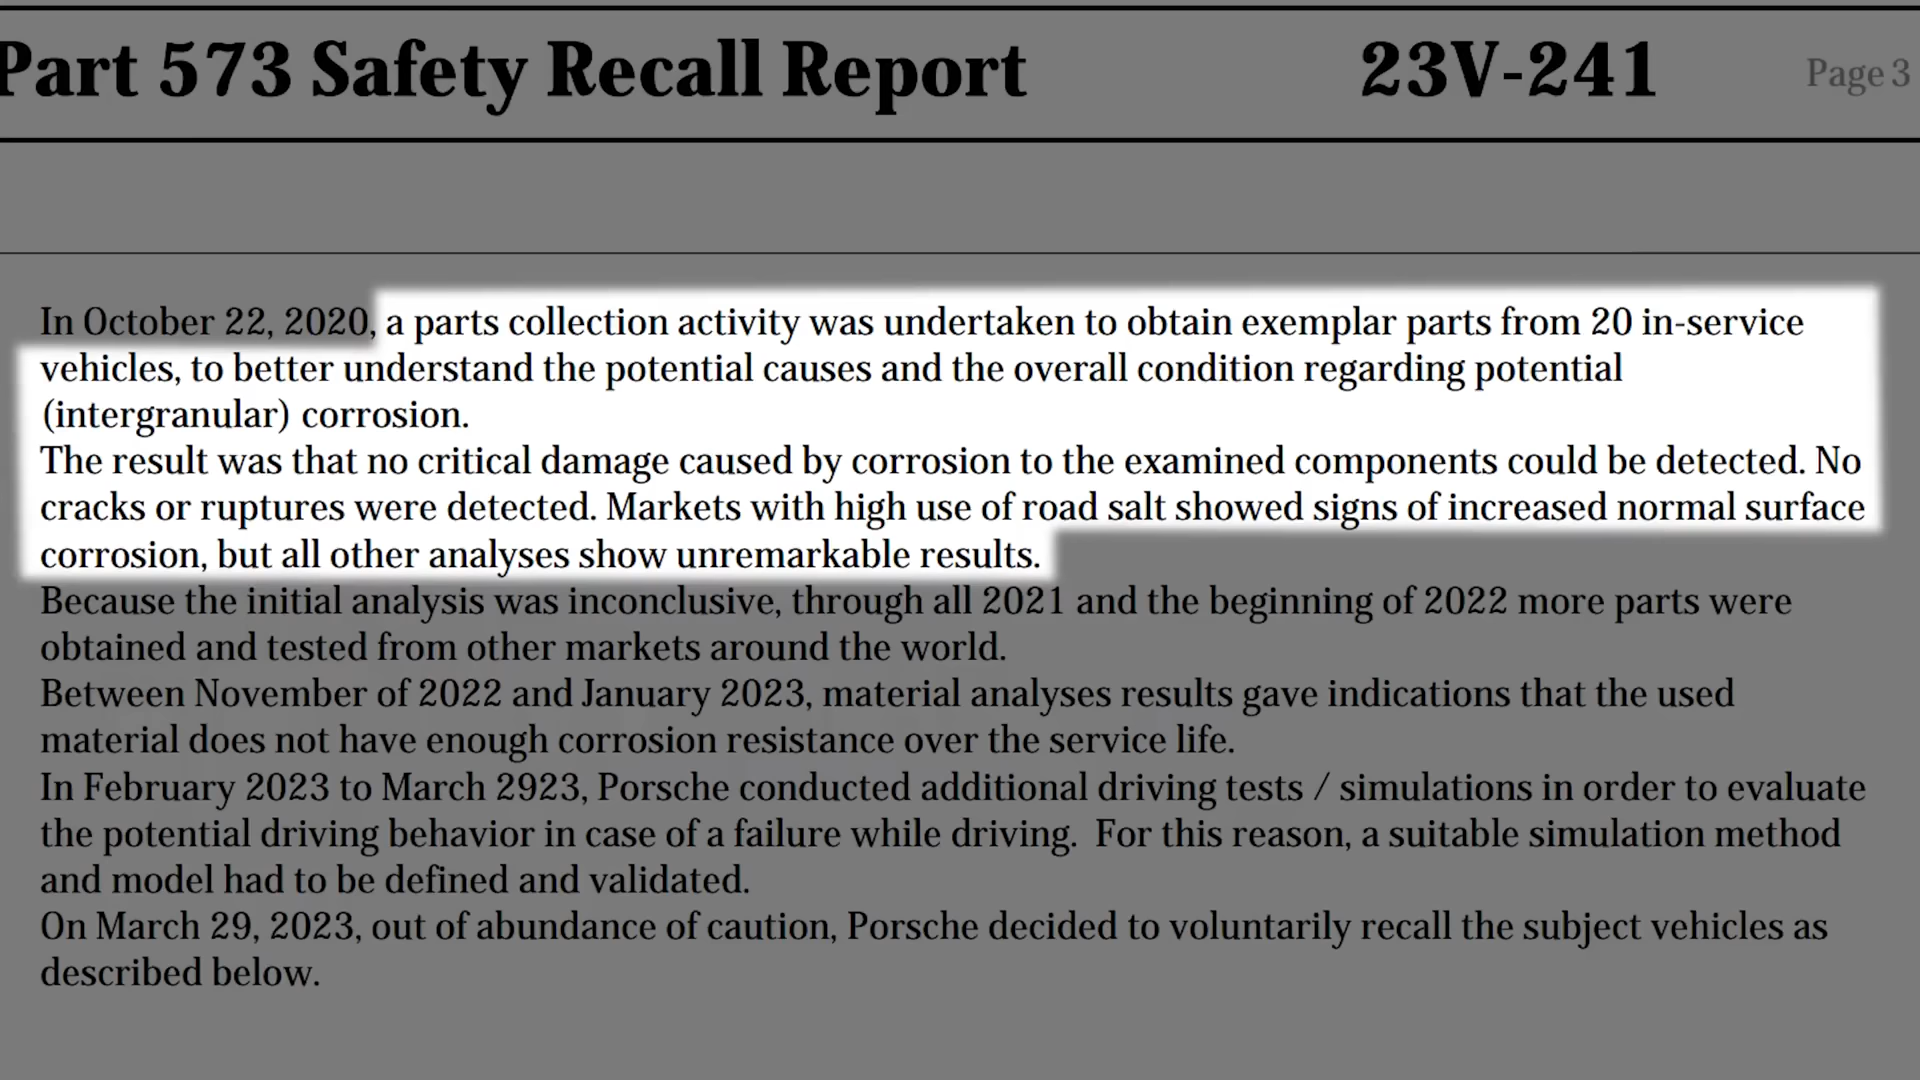 Part 573 Safety Recall Report 23V-241 Page 3
In October 22, 2020, a parts collection activity was undertaken to obtain exemplar parts from 20 in-service
vehicles, to better understand the potential causes and the overall condition regarding potential
(intergranular) corrosion.
The result was that no critical damage caused by corrosion to the examined components could be detected. No
cracks or ruptures were detected. Markets with high use of road salt showed signs of increased normal surface
corrosion, but all other analyses show unremarkable results.
Because the initial analysis was inconclusive, through all 2021 and the beginning of 2022 more parts were
obtained and tested from other markets around the world.
Between November of 2022 and January 2023, material analyses results gave indications that the used
material does not have enough corrosion resistance over the service life.
In February 2023 to March 2923, Porsche conducted additional driving tests / simulations in order to evaluate
the potential driving behavior in case of a failure while driving.  For this reason, a suitable simulation method
and model had to be defined and validated.
On March 29, 2023, out of abundance of caution, Porsche decided to voluntarily recall the subject vehicles as
described below.